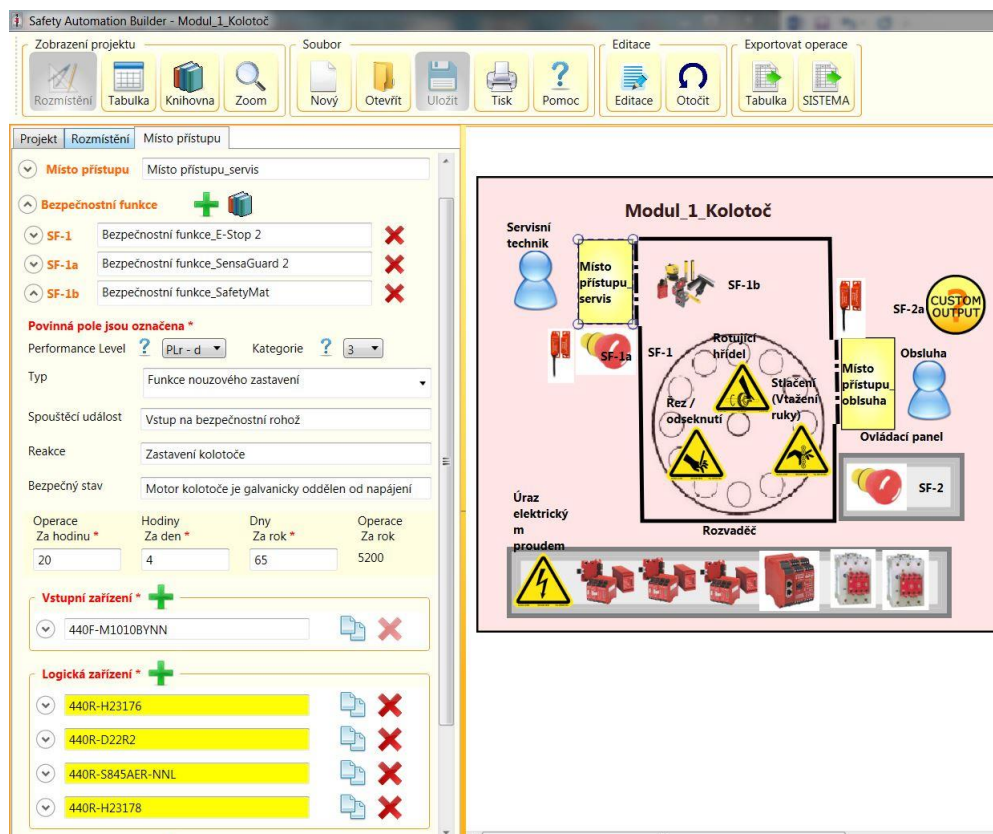 Safety Automation Builder - Modul_1_Kolotoč
Zobrazení projektu
Soubor
Editace
Exportovat operace
Rozmístění
Tabulka
Knihovna
Zoom
Nový
Otevřít
Uložit
Tisk
Pomoc
Editace
Otočit
Tabulka
SISTEMA
Projekt
Rozmístění
Místo přístupu
Místo přístupu
Místo přístupu_servis
Bezpečnostní funkce
SF-1
Bezpečnostní funkce_E-Stop 2
SF-1a
Bezpečnostní funkce_SensaGuard 2
SF-1b
Bezpečnostní funkce_SafetyMat
Povinná pole jsou označena *
Performance Level
?
PLr - d
Kategorie
?
3
Typ
Funkce nouzového zastavení
Spouštěcí událost
Vstup na bezpečnostní rohož
Reakce
Zastavení kolotoče
Bezpečný stav
Motor kolotoče je galvanicky oddělen od napájení
Operace
Za hodinu *
Hodiny
Za den *
Dny
Za rok *
Operace
Za rok
20
4
65
5200
Vstupní zařízení *
440F-M1010BYNN
Logická zařízení *
440R-H23176
440R-D22R2
440R-S845AER-NNL
440R-H23178
Modul_1_Kolotoč
Servisní
technik
Místo
přístupu_
servis
SF-1b
SF-2a
CUSTOM
OUTPUT
SF-1a
SF-1
Rotující
hřídel
Stlačení
(Vtažení
ruky)
Řez /
odseknutí
Místo
přístupu_
oblsuha
Obsluha
Ovládací panel
SF-2
Úraz
elektrický
m
proudem
Rozvaděč